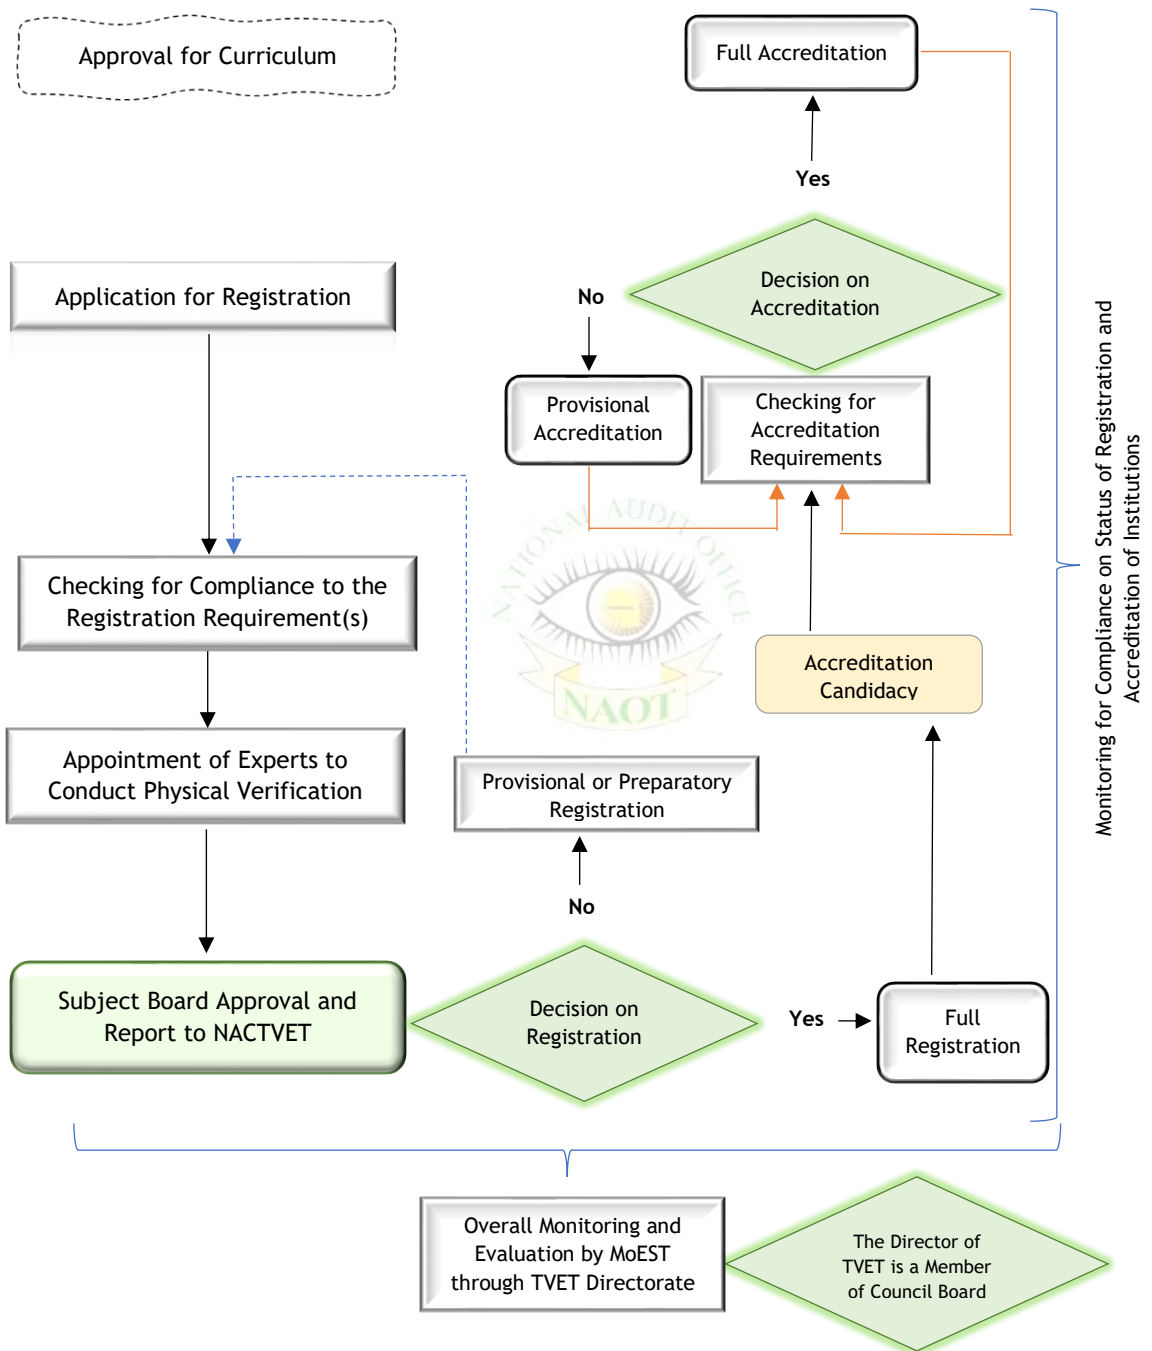 Approval for Curriculum
Full Accreditation
Yes
Decision on
Accreditation
Application for Registration
No
Provisional
Accreditation
Checking for
Accreditation
Requirements
NATIONAL AUDIT OFFICE
NAOT
Checking for Compliance to the
Registration Requirement(s)
Accreditation
Candidacy
Appointment of Experts to
Conduct Physical Verification
Provisional or Preparatory
Registration
No
Subject Board Approval and
Report to NACTVET
Decision on
Registration
Yes
Full
Registration
Monitoring for Compliance on Status of Registration and
Accreditation of Institutions
Overall Monitoring and
Evaluation by MoEST
through TVET Directorate
The Director of
TVET is a Member
of Council Board